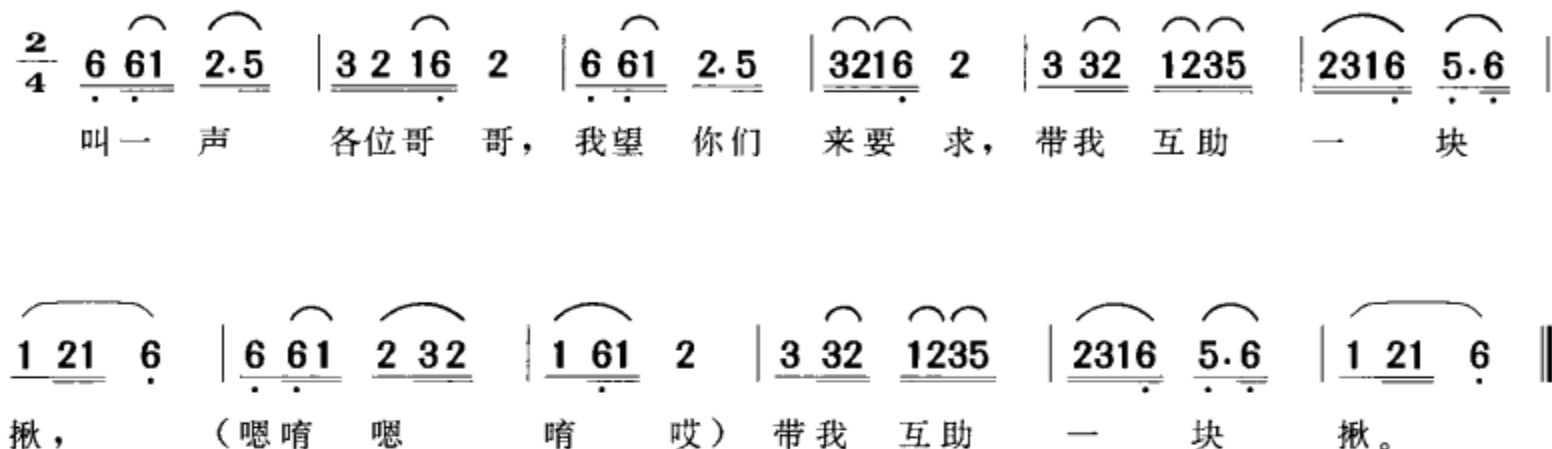 2/4 6 61 2·5 | 3 2 16 2 | 6 61 2·5 | 3216 2 | 3 32 1235 | 2316 5·6 |
叫一 声 各位哥 哥， 我望 你们 来要 求， 带我 互助 一 块
1 21 6 | 6 61 2 32 | 1 61 2 | 3 32 1235 | 2316 5·6 | 1 21 6 ‖
揪， （嗯唷 嗯 唷 哎） 带我 互助 一 块 揪。